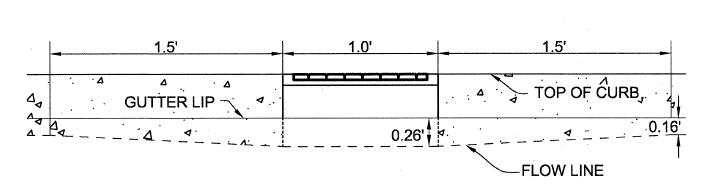 1.5' 1.0' 1.5'
TOP OF CURB
GUTTER LIP
0.26' 0.16'
FLOW LINE